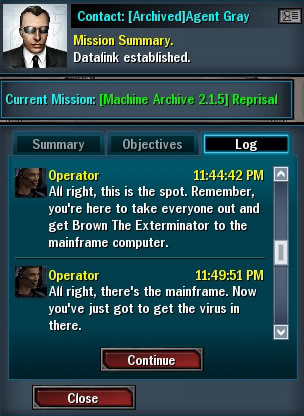 Contact: [Archived]Agent Gray
Mission Summary.
Datalink established.
Current Mission: [Machine Archive 2.1.5] Reprisal
Summary
Objectives
Log
Operator 11:44:42 PM
All right, this is the spot. Remember,
you're here to take everyone out and
get Brown The Exterminator to the
mainframe computer.
Operator 11:49:51 PM
All right, there's the mainframe. Now
you've just got to get the virus in
there.
Continue
Close